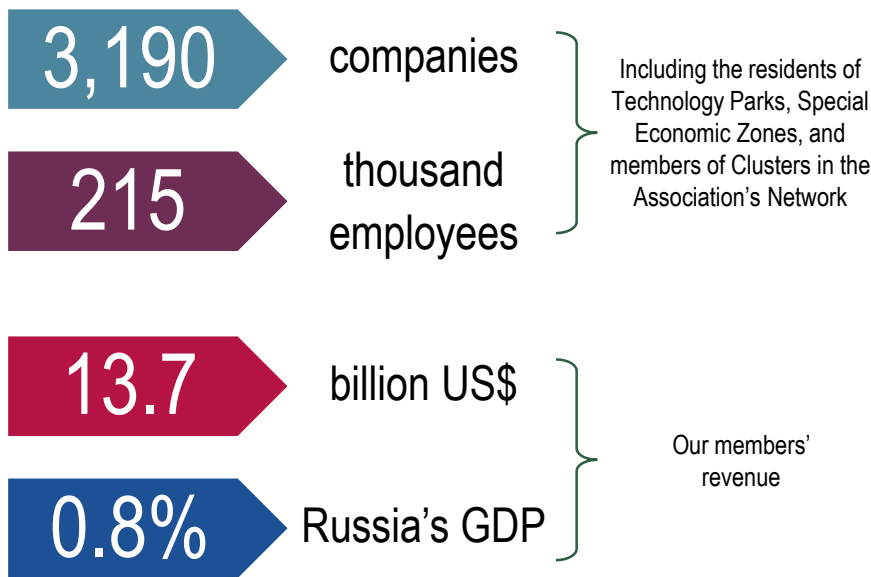 3,190
companies
215
thousand
employees
Including the residents of
Technology Parks, Special
Economic Zones, and
members of Clusters in the
Association’s Network
13.7
billion US$
0.8%
Russia’s GDP
Our members’
revenue